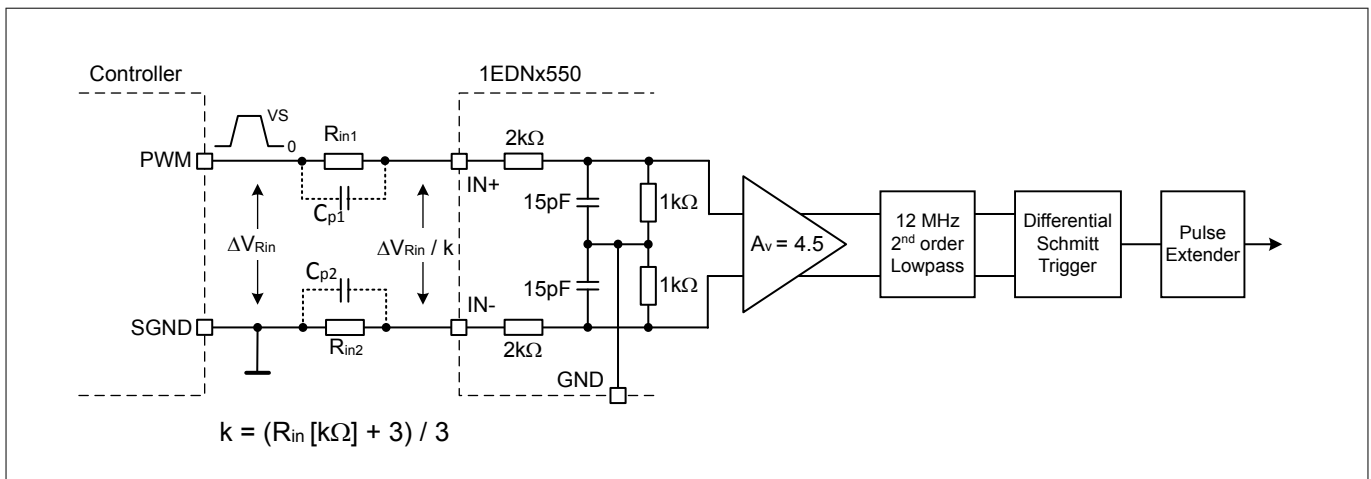 Controller
1EDNx550
VS
0
Rin1
2kΩ
PWM
IN+
Cp1
15pF
1kΩ
ΔVRin
ΔVRin / k
Av = 4.5
12 MHz
2nd order
Lowpass
Differential
Schmitt
Trigger
Pulse
Extender
Cp2
15pF
1kΩ
IN-
SGND
Rin2
2kΩ
GND
k = (Rin [kΩ] + 3) / 3